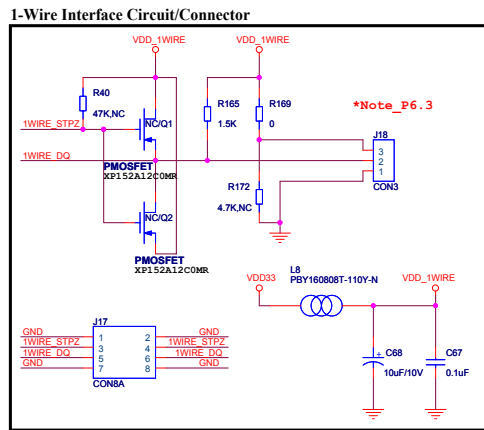 1-Wire Interface Circuit/Connector
VDD_1WIRE
VDD_1WIRE
R40
47K,NC
1WIRE_STPZ
NC/Q1
R165
1.5K
R169
0
*Note_P6.3
J18
1WIRE_DQ
PMOSFET
XP152A12C0MR
3
2
1
CON3
R172
4.7K,NC
NC/Q2
PMOSFET
XP152A12C0MR
L8
PBY160808T-110Y-N
VDD33
VDD_1WIRE
J17
GND 1 2 GND
1WIRE_STPZ 3 4 1WIRE_STPZ
1WIRE_DQ 5 6 1WIRE_DQ
GND 7 8 GND
CON8A
+
C68
10uF/10V
C67
0.1uF